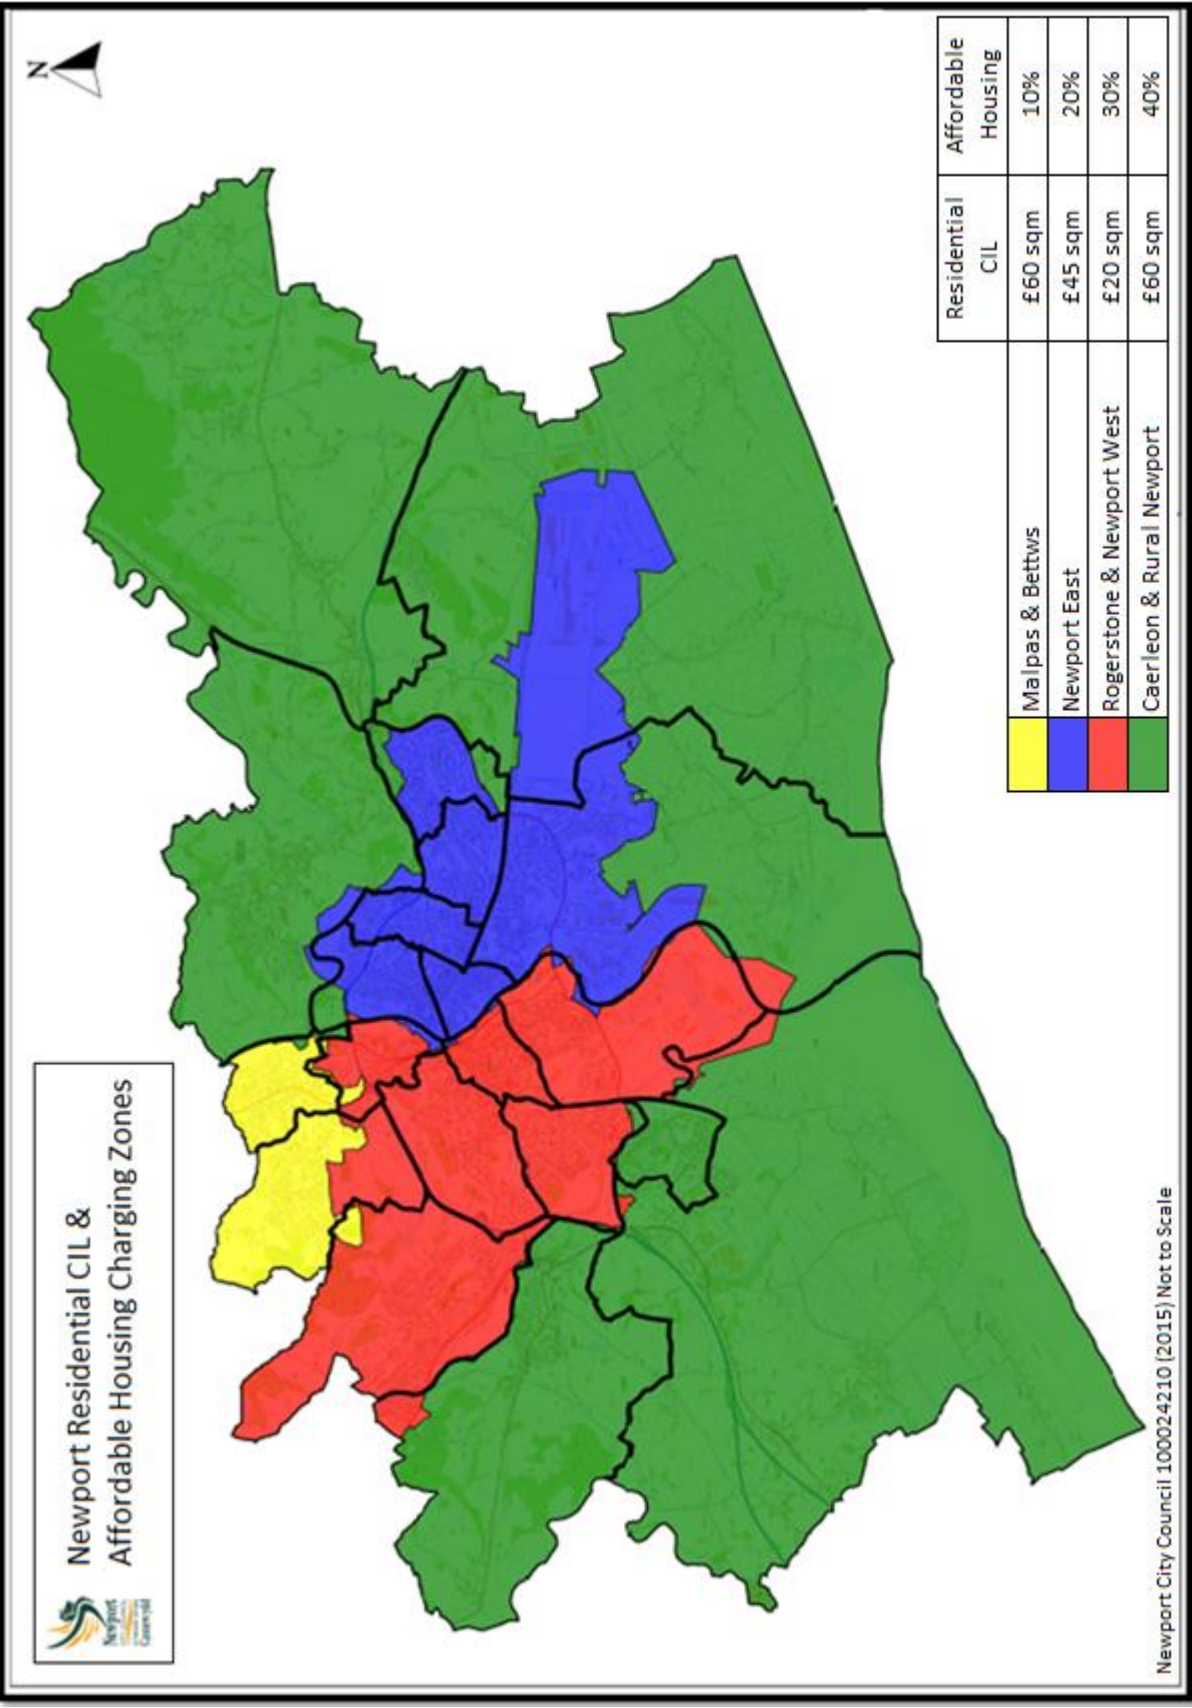 Newport Residential CIL &
Affordable Housing Charging Zones
Newport
Casnewydd
N
Residential CIL
Affordable Housing
Malpas & Bettws £60 sqm 10%
Newport East £45 sqm 20%
Rogerstone & Newport West £20 sqm 30%
Caerleon & Rural Newport £60 sqm 40%
Newport City Council 100024210 (2015) Not to Scale